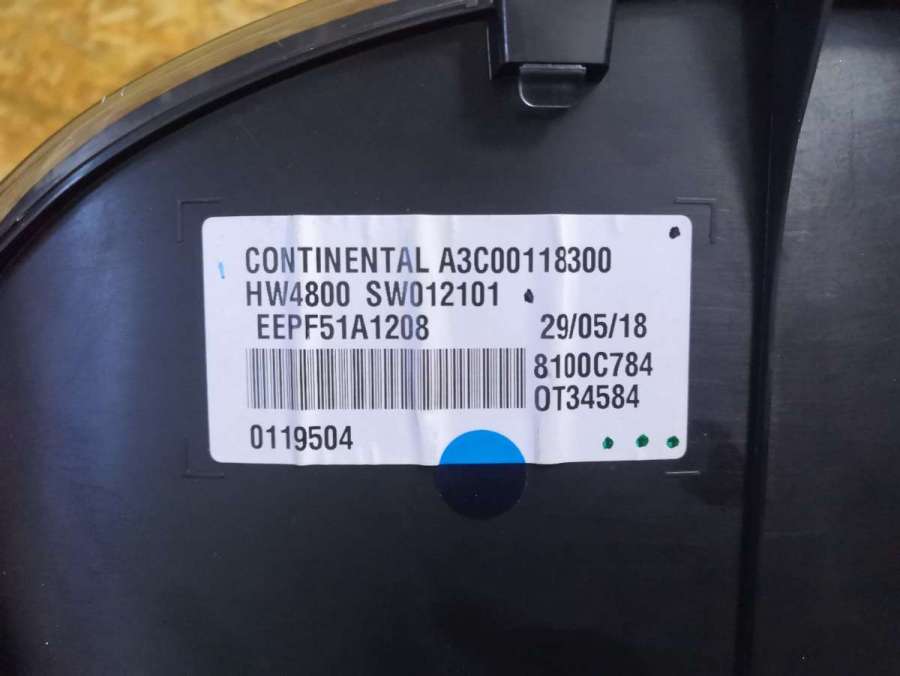 CONTINENTAL A3C00118300
HW4800 SW012101
EEPF51A1208 29/05/18
8100C784
OT34584
0119504